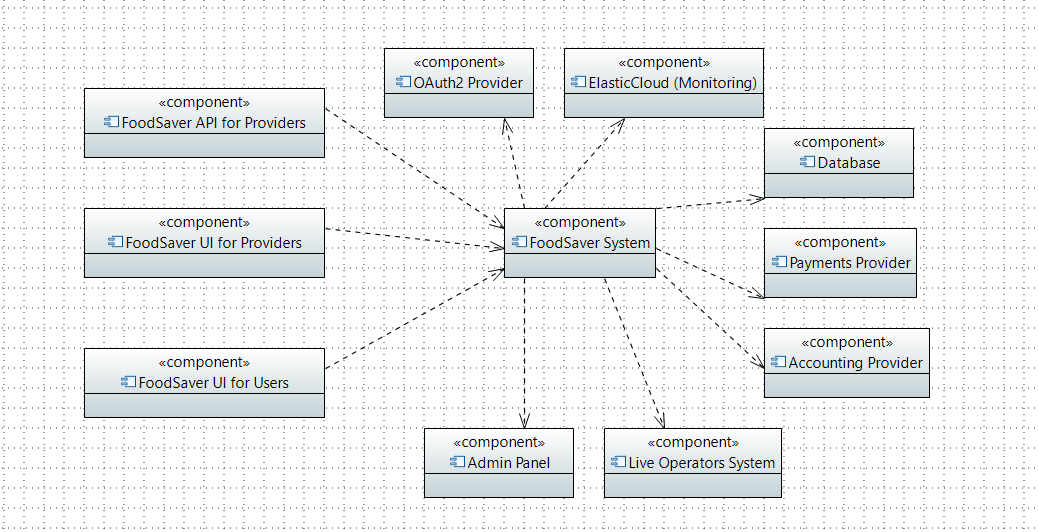 «component»
OAuth2 Provider
«component»
ElasticCloud (Monitoring)
«component»
FoodSaver API for Providers
«component»
Database
«component»
FoodSaver UI for Providers
«component»
FoodSaver System
«component»
Payments Provider
«component»
Accounting Provider
«component»
FoodSaver UI for Users
«component»
Admin Panel
«component»
Live Operators System